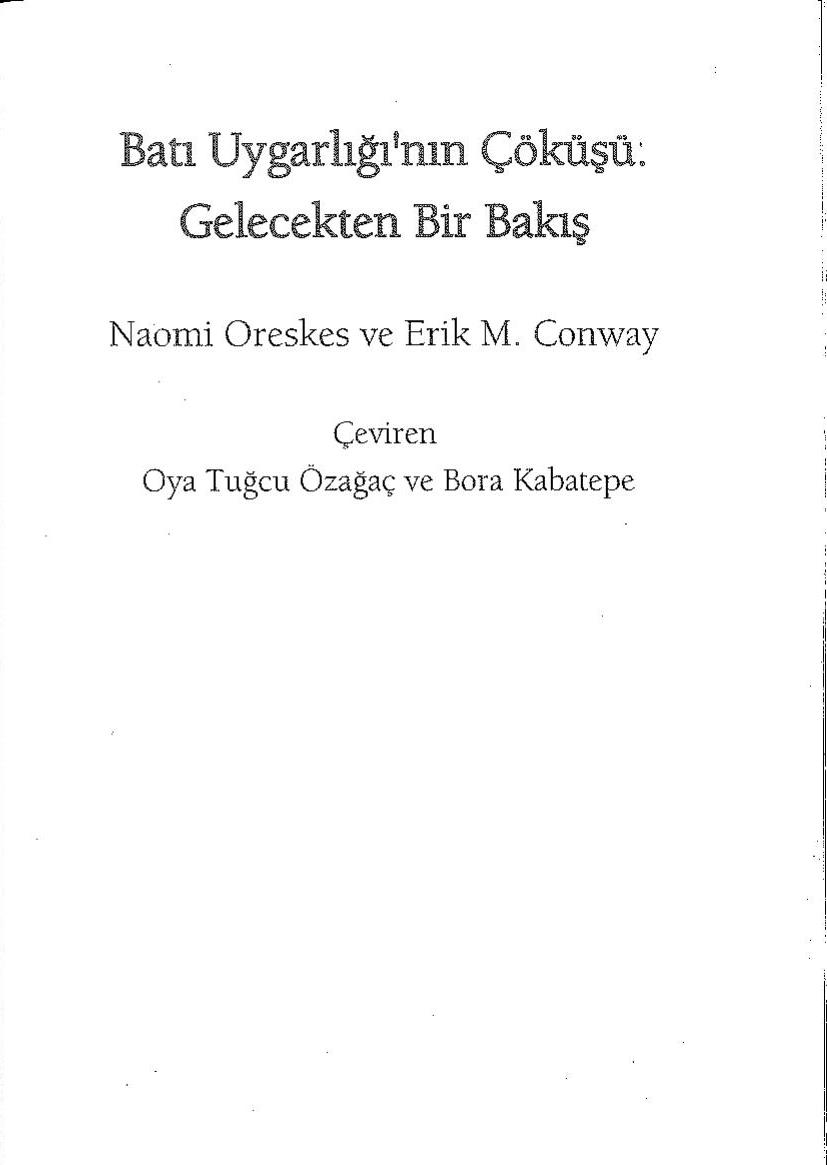 Batı Uygarlığı'nın Çöküşü:
Gelecekten Bir Bakış
Naomi Oreskes ve Erik M. Conway
Çeviren
Oya Tuğcu Özağaç ve Bora Kabatepe